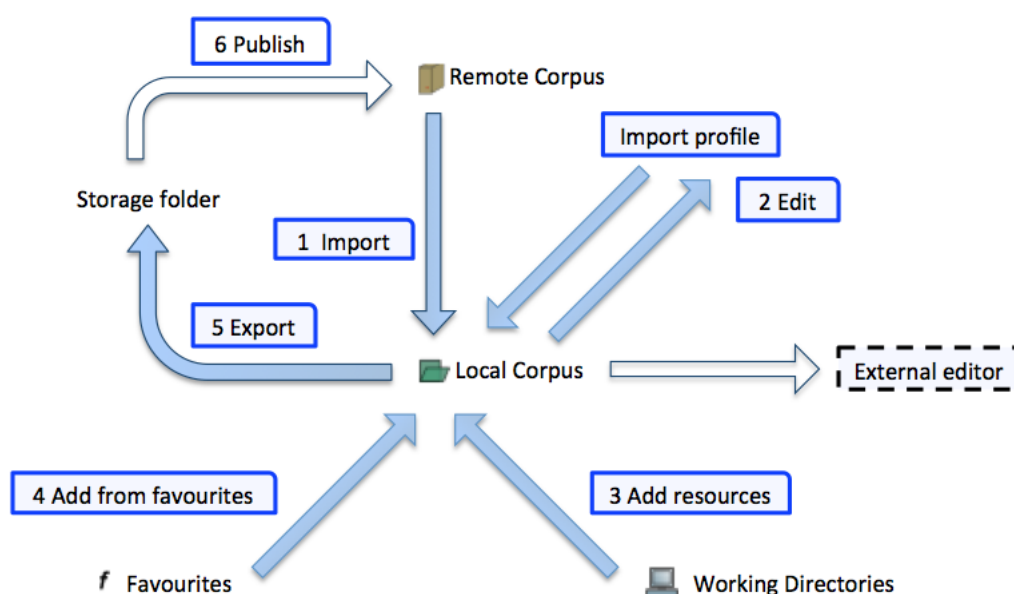 6 Publish
Remote Corpus
Import profile
Storage folder
2 Edit
1 Import
5 Export
Local Corpus
External editor
4 Add from favourites
3 Add resources
f Favourites
Working Directories